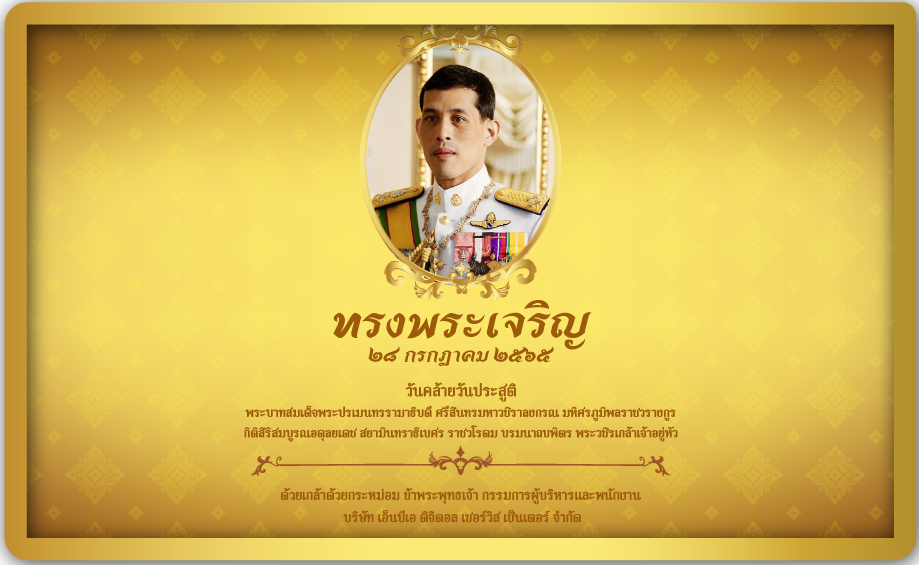 ทรงพระเจริญ
๒๘ กรกฎาคม ๒๕๖๕
วันคล้ายวันประสูติ
พระบาทสมเด็จพระปรเมนทรรามาธิบดี ศรีสินทรมหาวชิราลงกรณ มหิศรภูมิพลราชวรางกูร
กิติสิริสมบูรณอดุลยเดช สยามินทราธิเบศร ราชวโรดม บรมนาถบพิตร พระวชิรเกล้าเจ้าอยู่หัว
ด้วยเกล้าด้วยกระหม่อม ข้าพระพุทธเจ้า กรรมการผู้บริหารและพนักงาน
บริษัท เอ็นบีเอ ดิจิตอล เซอร์วิส เซ็นเตอร์ จำกัด